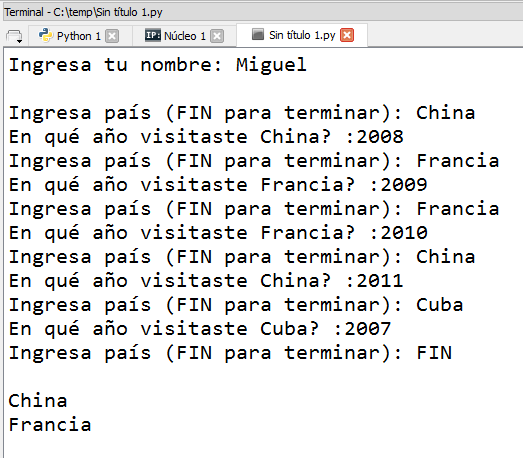 Terminal - C:\temp\Sin título 1.py
Python 1
IP: Núcleo 1
Sin título 1.py
Ingresa tu nombre: Miguel
Ingresa país (FIN para terminar): China
En qué año visitaste China? :2008
Ingresa país (FIN para terminar): Francia
En qué año visitaste Francia? :2009
Ingresa país (FIN para terminar): Francia
En qué año visitaste Francia? :2010
Ingresa país (FIN para terminar): China
En qué año visitaste China? :2011
Ingresa país (FIN para terminar): Cuba
En qué año visitaste Cuba? :2007
Ingresa país (FIN para terminar): FIN
China
Francia